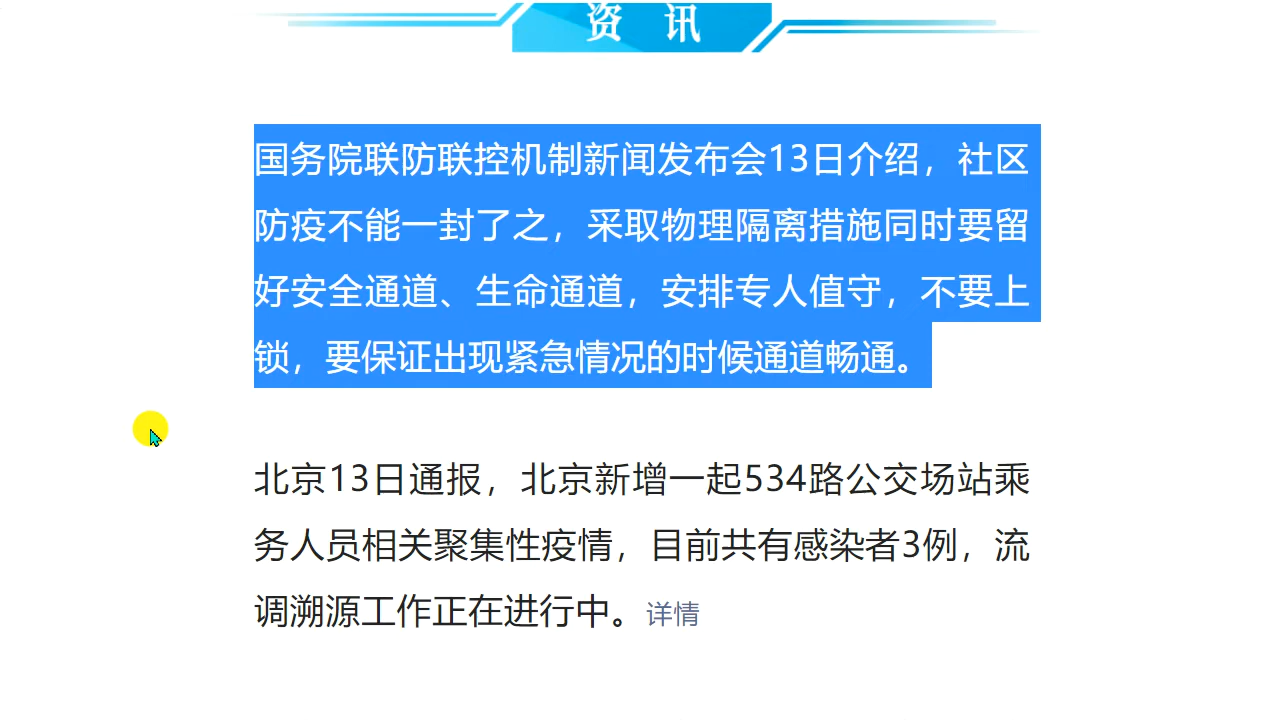 资 讯
国务院联防联控机制新闻发布会13日介绍，社区
防疫不能一封了之，采取物理隔离措施同时要留
好安全通道、生命通道，安排专人值守，不要上
锁，要保证出现紧急情况的时候通道畅通。
北京13日通报，北京新增一起534路公交场站乘
务人员相关聚集性疫情，目前共有感染者3例，流
调溯源工作正在进行中。详情